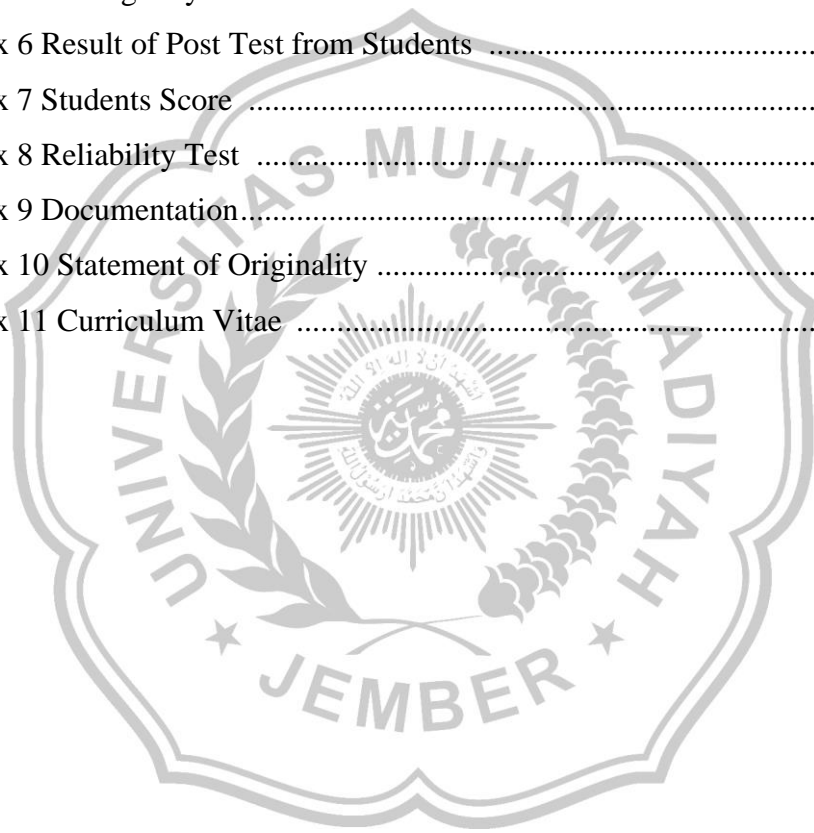 x 6 Result of Post Test from Students ..........................................
x 7 Students Score ........................................................................
x 8 Reliability Test .......................................................................
x 9 Documentation.........................................................................
x 10 Statement of Originality .......................................................
x 11 Curriculum Vitae ..................................................................
UNIVERSITAS MUHAMMADIYAH
JEMBER